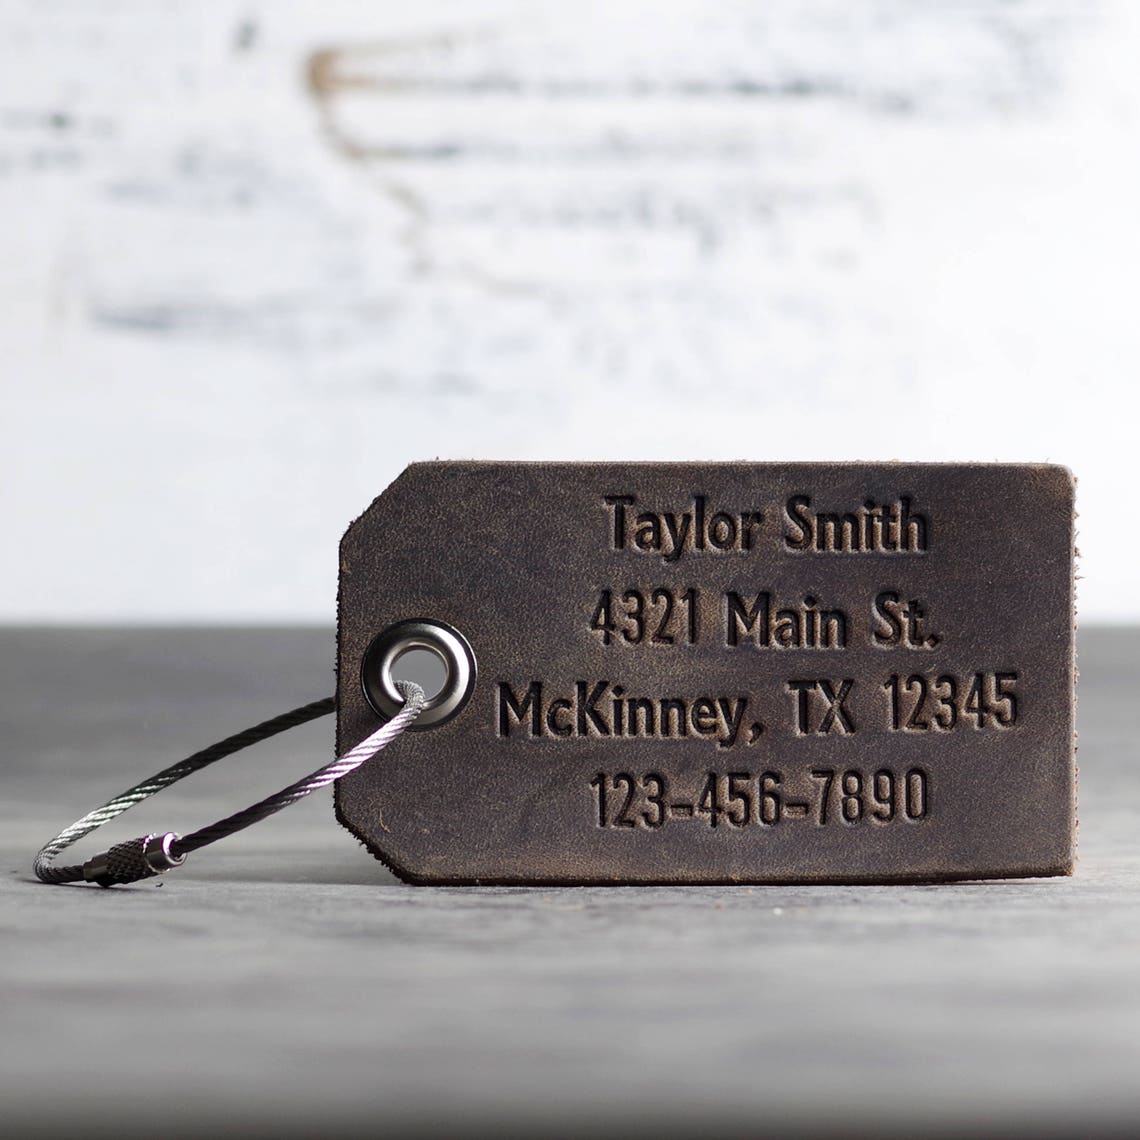 Taylor Smith
4321 Main St.
McKinney, TX 12345
123-456-7890